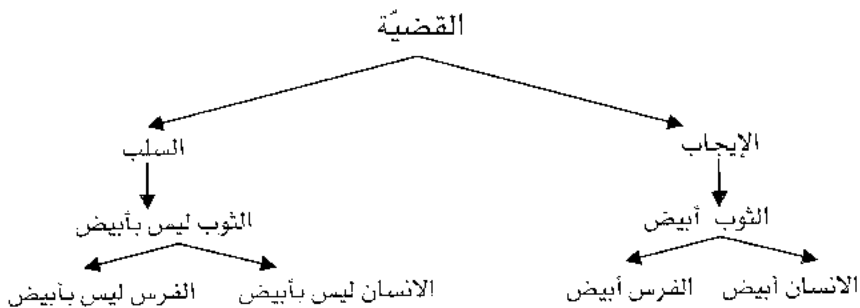 القضيّة
الإيجاب
السلب
الثوب أبيض
الثوب ليس بأبيض
الانسان أبيض
الفرس أبيض
الانسان ليس بأبيض
الفرس ليس بأبيض